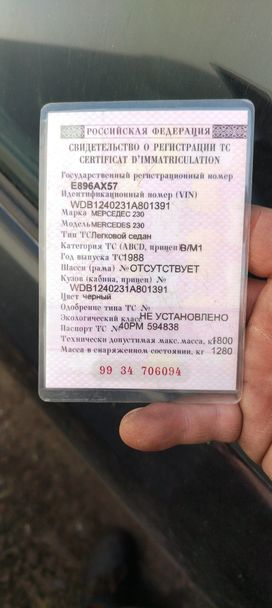 РОССИЙСКАЯ ФЕДЕРАЦИЯ
СВИДЕТЕЛЬСТВО О РЕГИСТРАЦИИ ТС
CERTIFICAT D'IMMATRICULATION
Государственный регистрационный номер
Е896АХ57
Идентификационный номер (VIN)
WDB1240231A801391
Марка МЕРСЕДЕС 230
Модель MERCEDES 230
Тип ТС Легковой седан
Категория ТС (ABCD, прицеп) B/M1
Год выпуска ТС 1988
Шасси (рама) № ОТСУТСТВУЕТ
Кузов (кабина, прицеп) №
WDB1240231A801391
Цвет черный
Одобрение типа ТС №
Экологический класс НЕ УСТАНОВЛЕНО
Паспорт ТС № 40РМ 594838
Технически допустимая макс. масса, кг 1800
Масса в снаряженном состоянии, кг 1280
99 34 706094